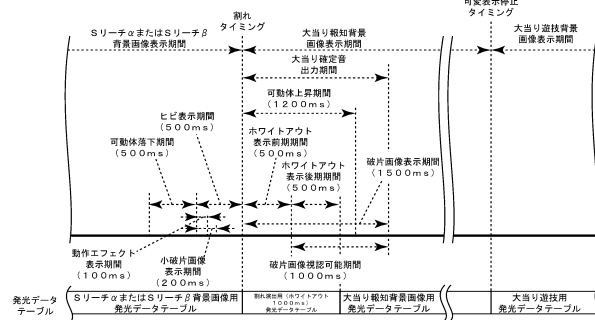 割れ
タイミング
可変表示停止
タイミング
SリーチαまたはSリーチβ
背景画像表示期間
大当り報知背景
画像表示期間
大当り遊技背景
画像表示期間
大当り確定音
出力期間
可動体上昇期間
(1200ms)
ヒビ表示期間
(500ms)
可動体落下期間
(500ms)
ホワイトアウト
表示前期期間
(500ms)
ホワイトアウト
表示後期期間
(500ms)
破片画像表示期間
(1500ms)
動作エフェクト
表示期間
(100ms)
小破片画像
表示期間
(200ms)
破片画像視認可能期間
(1000ms)
発光データ
テーブル
SリーチαまたはSリーチβ背景画像用
発光データテーブル
割れ演出用(ホワイトアウト
1000ms)
発光データテーブル
大当り報知背景画像用
発光データテーブル
大当り遊技用
発光データテーブル